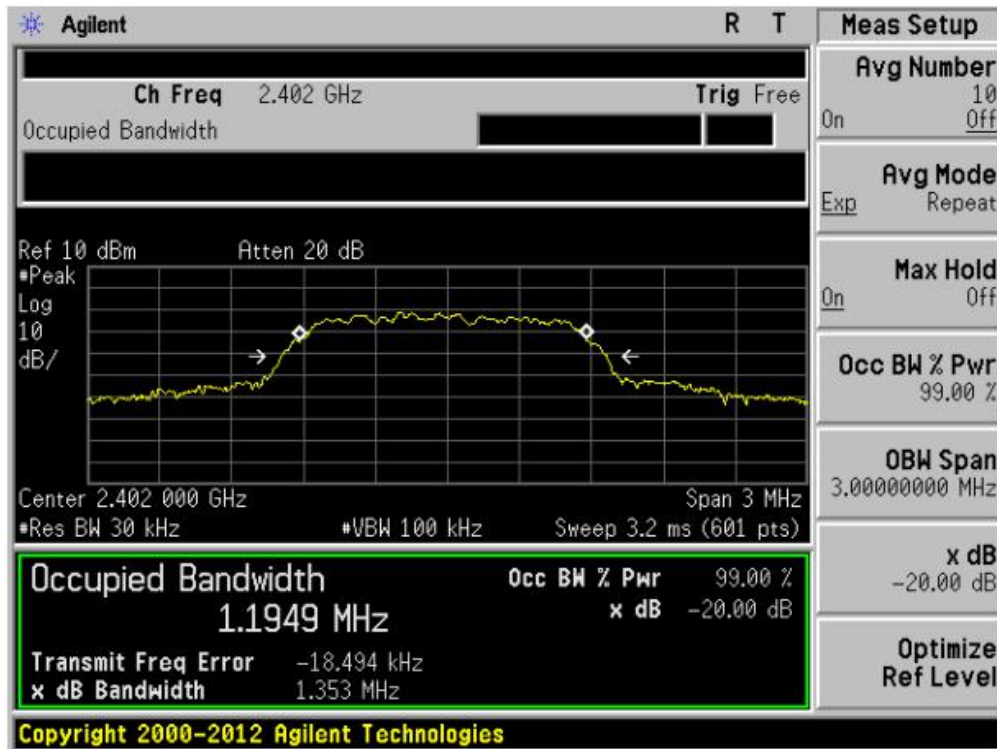 Agilent R T
Ch Freq 2.402 GHz Trig Free
Occupied Bandwidth
Ref 10 dBm Atten 20 dB
#Peak
Log
10
dB/
Center 2.402 000 GHz Span 3 MHz
#Res BW 30 kHz #VBW 100 kHz Sweep 3.2 ms (601 pts)
Occupied Bandwidth Occ BW % Pwr 99.00 %
1.1949 MHz x dB -20.00 dB
Transmit Freq Error -18.494 kHz
x dB Bandwidth 1.353 MHz
Copyright 2000-2012 Agilent Technologies
Meas Setup
Avg Number
10
On Off
Avg Mode
Exp Repeat
Max Hold
On Off
Occ BW % Pwr
99.00 %
OBW Span
3.00000000 MHz
x dB
-20.00 dB
Optimize
Ref Level